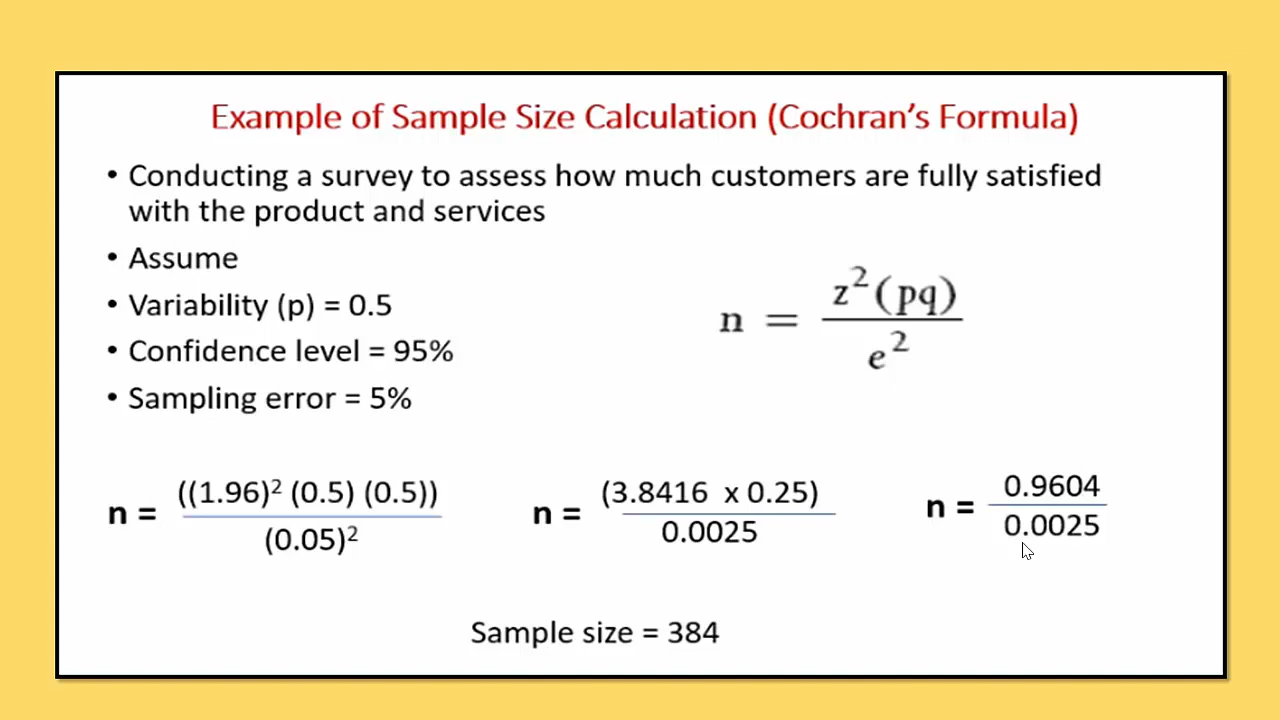 Example of Sample Size Calculation (Cochran's Formula)
• Conducting a survey to assess how much customers are fully satisfied
with the product and services
• Assume
• Variability (p) = 0.5
• Confidence level = 95%
• Sampling error = 5%
n = z²(pq) / e²
n = ((1.96)² (0.5) (0.5)) / (0.05)²
n = (3.8416 x 0.25) / 0.0025
n = 0.9604 / 0.0025
Sample size = 384